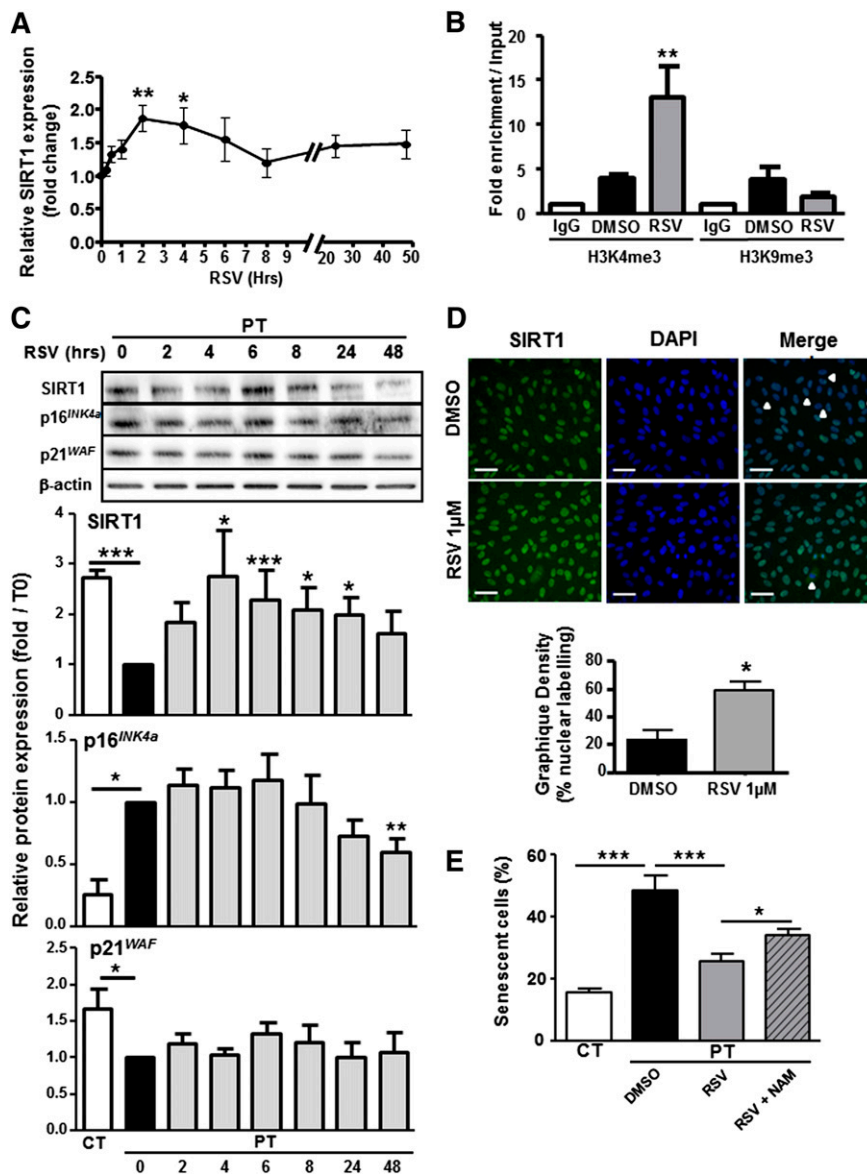 A
Relative SIRT1 expression
(fold change)
2.5
2.0
1.5
1.0
0.5
0.0
**
*
0 1 2 3 4 5 6 7 8 9 20 30 40 50
RSV (Hrs)
B
Fold enrichment / Input
20
15
10
5
0
**
IgG DMSO RSV IgG DMSO RSV
H3K4me3 H3K9me3
C
PT
RSV (hrs) 0 2 4 6 8 24 48
SIRT1
p16INK4a
p21WAF
β-actin
Relative protein expression (fold / T0)
SIRT1
4
3
2
1
0
***
*
***
*
*
p16INK4a
1.5
1.0
0.5
0.0
*
**
p21WAF
2.5
2.0
1.5
1.0
0.5
0.0
*
CT PT
0 2 4 6 8 24 48
D
SIRT1 DAPI Merge
DMSO
RSV 1µM
Graphique Density
(% nuclear labelling)
80
60
40
20
0
*
DMSO RSV 1µM
E
Senescent cells (%)
60
40
20
0
*** ***
*
CT PT
DMSO RSV RSV + NAM